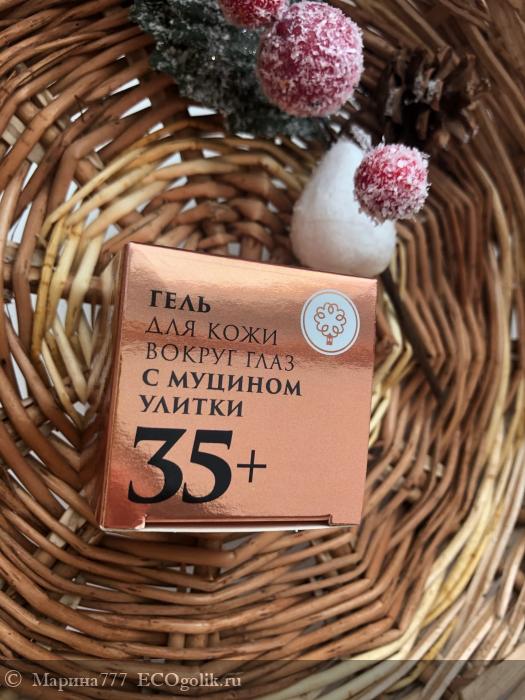 ГЕЛЬ
ДЛЯ КОЖИ
ВОКРУГ ГЛАЗ
С МУЦИНОМ
УЛИТКИ
35+
© Марина777 ECOgolik.ru